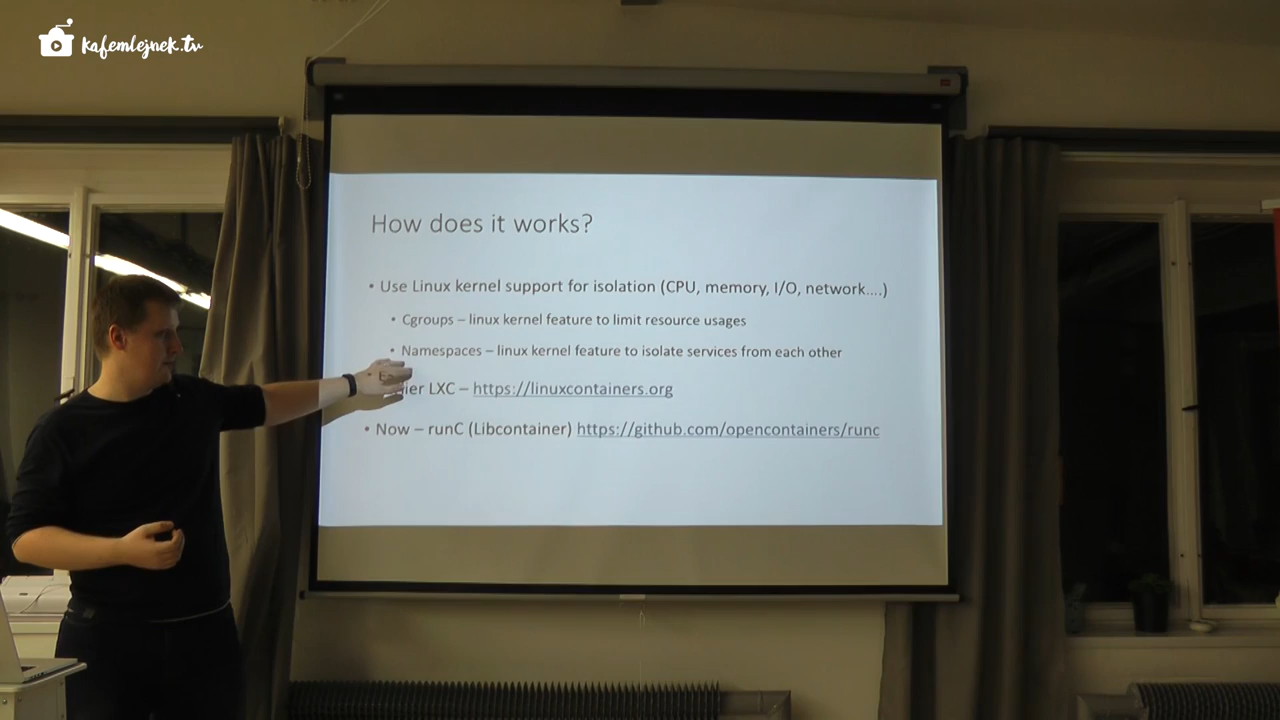 kafemlejnek.tv
How does it works?
• Use Linux kernel support for isolation (CPU, memory, I/O, network....)
• Cgroups – linux kernel feature to limit resource usages
• Namespaces – linux kernel feature to isolate services from each other
LXC – https://linuxcontainers.org
• Now – runC (Libcontainer) https://github.com/opencontainers/runc